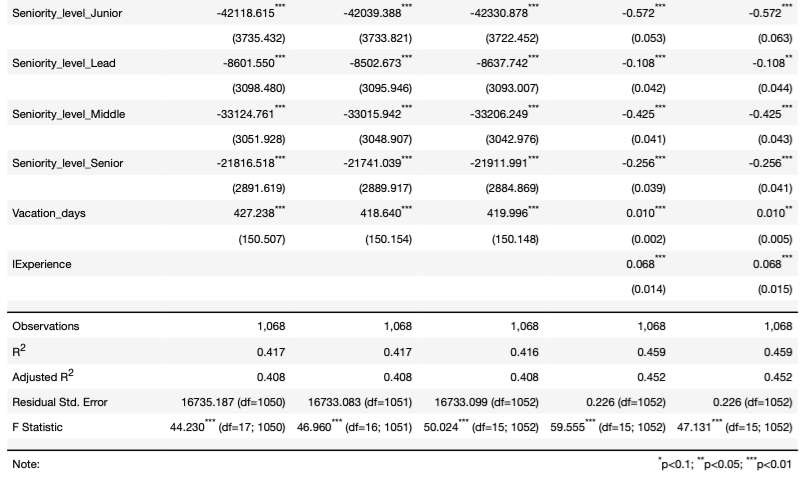 Seniority_level_Junior -42118.615*** -42039.388*** -42330.878*** -0.572*** -0.572***
(3735.432) (3733.821) (3722.452) (0.053) (0.063)
Seniority_level_Lead -8601.550*** -8502.673*** -8637.742*** -0.108*** -0.108**
(3098.480) (3095.946) (3093.007) (0.042) (0.044)
Seniority_level_Middle -33124.761*** -33015.942*** -33206.249*** -0.425*** -0.425***
(3051.928) (3048.907) (3042.976) (0.041) (0.043)
Seniority_level_Senior -21816.518*** -21741.039*** -21911.991*** -0.256*** -0.256***
(2891.619) (2889.917) (2884.869) (0.039) (0.041)
Vacation_days 427.238*** 418.640*** 419.996*** 0.010*** 0.010**
(150.507) (150.154) (150.148) (0.002) (0.005)
lExperience 0.068*** 0.068***
(0.014) (0.015)
Observations 1,068 1,068 1,068 1,068 1,068
R2 0.417 0.417 0.416 0.459 0.459
Adjusted R2 0.408 0.408 0.408 0.452 0.452
Residual Std. Error 16735.187 (df=1050) 16733.083 (df=1051) 16733.099 (df=1052) 0.226 (df=1052) 0.226 (df=1052)
F Statistic 44.230*** (df=17; 1050) 46.960*** (df=16; 1051) 50.024*** (df=15; 1052) 59.555*** (df=15; 1052) 47.131*** (df=15; 1052)
Note: *p<0.1; **p<0.05; ***p<0.01